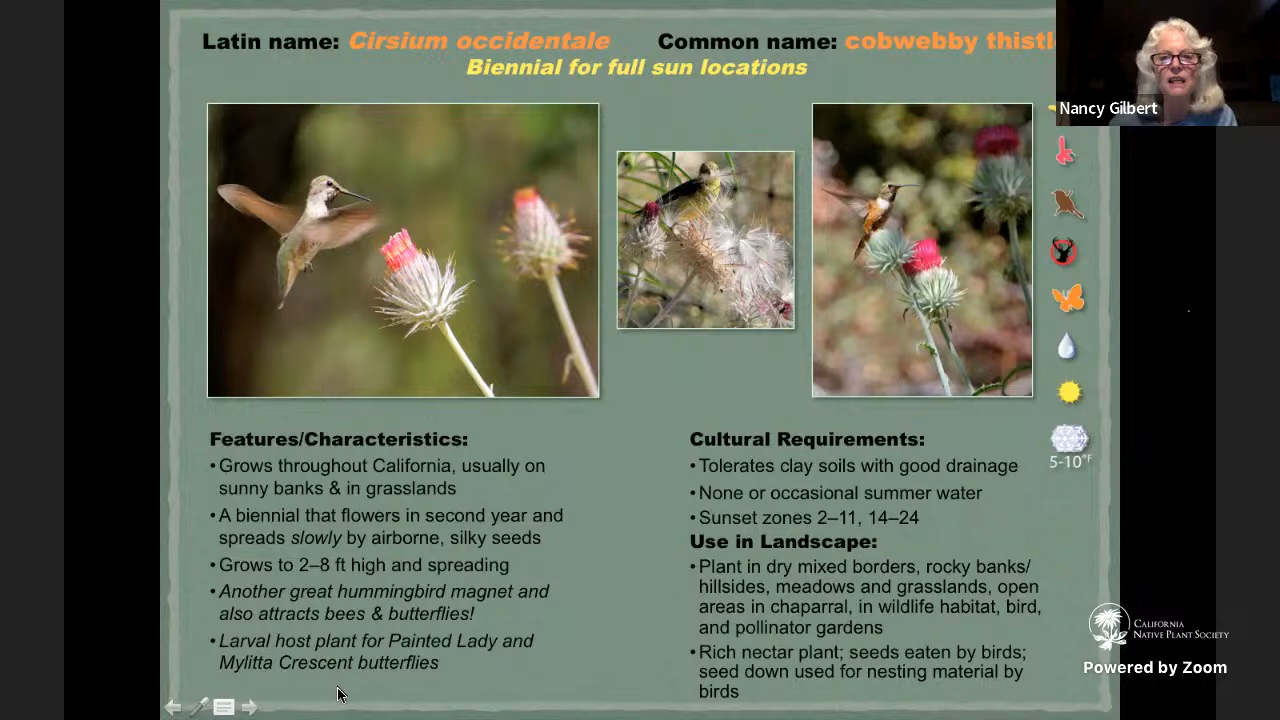 Latin name: Cirsium occidentale Common name: cobwebby thistl
Biennial for full sun locations
Nancy Gilbert
5-10°F
Features/Characteristics:
•Grows throughout California, usually on
sunny banks & in grasslands
•A biennial that flowers in second year and
spreads slowly by airborne, silky seeds
•Grows to 2–8 ft high and spreading
•Another great hummingbird magnet and
also attracts bees & butterflies!
•Larval host plant for Painted Lady and
Mylitta Crescent butterflies
Cultural Requirements:
•Tolerates clay soils with good drainage
•None or occasional summer water
•Sunset zones 2–11, 14–24
Use in Landscape:
•Plant in dry mixed borders, rocky banks/
hillsides, meadows and grasslands, open
areas in chaparral, in wildlife habitat, bird,
and pollinator gardens
•Rich nectar plant; seeds eaten by birds;
seed down used for nesting material by
birds
CALIFORNIA
NATIVE PLANT SOCIETY
Powered by Zoom